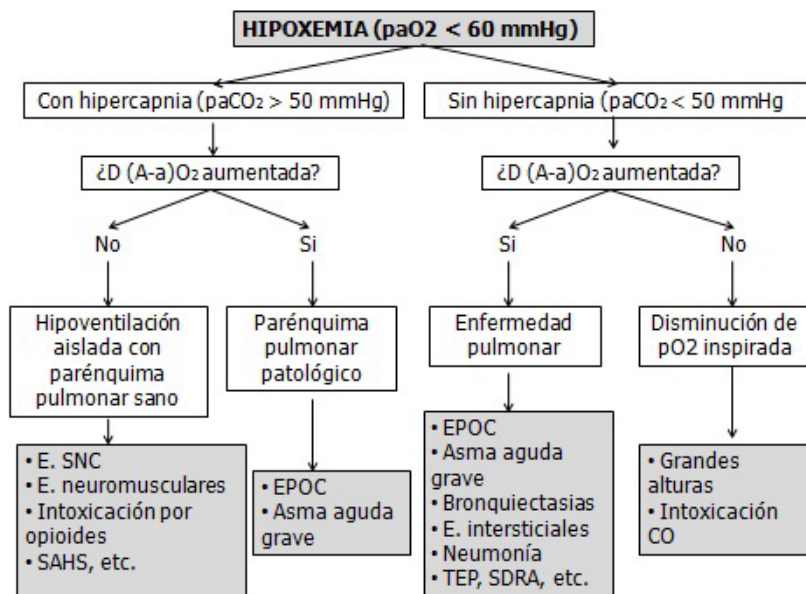 HIPOXEMIA (paO2 < 60 mmHg)
Con hipercapnia (paCO2 > 50 mmHg)
Sin hipercapnia (paCO2 < 50 mmHg
¿D (A-a)O2 aumentada?
¿D (A-a)O2 aumentada?
No
Si
Si
No
Hipoventilación
aislada con
parénquima
pulmonar sano
Parénquima
pulmonar
patológico
Enfermedad
pulmonar
Disminución de
pO2 inspirada
• E. SNC
• E. neuromusculares
• Intoxicación por
opioides
• SAHS, etc.
• EPOC
• Asma aguda
grave
• EPOC
• Asma aguda
grave
• Bronquiectasias
• E. intersticiales
• Neumonía
• TEP, SDRA, etc.
• Grandes
alturas
• Intoxicación
CO